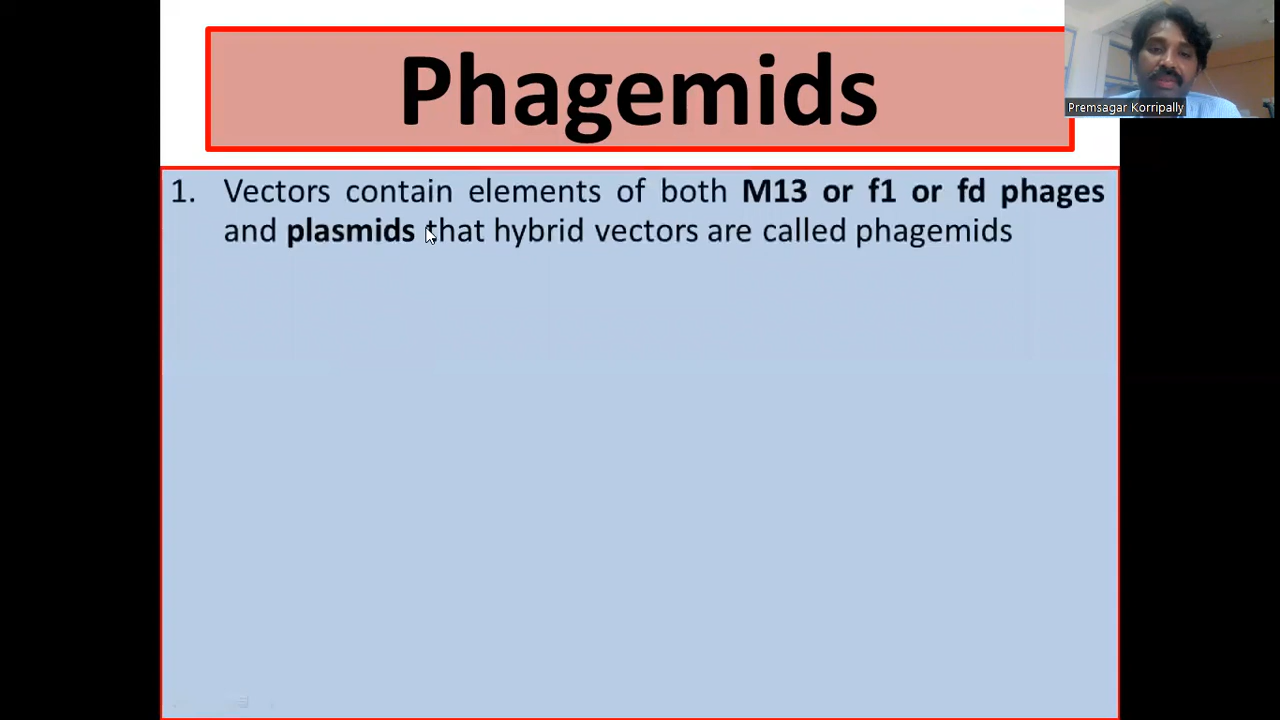 Phagemids
Premsagar Korripally
1. Vectors contain elements of both M13 or f1 or fd phages
and plasmids that hybrid vectors are called phagemids